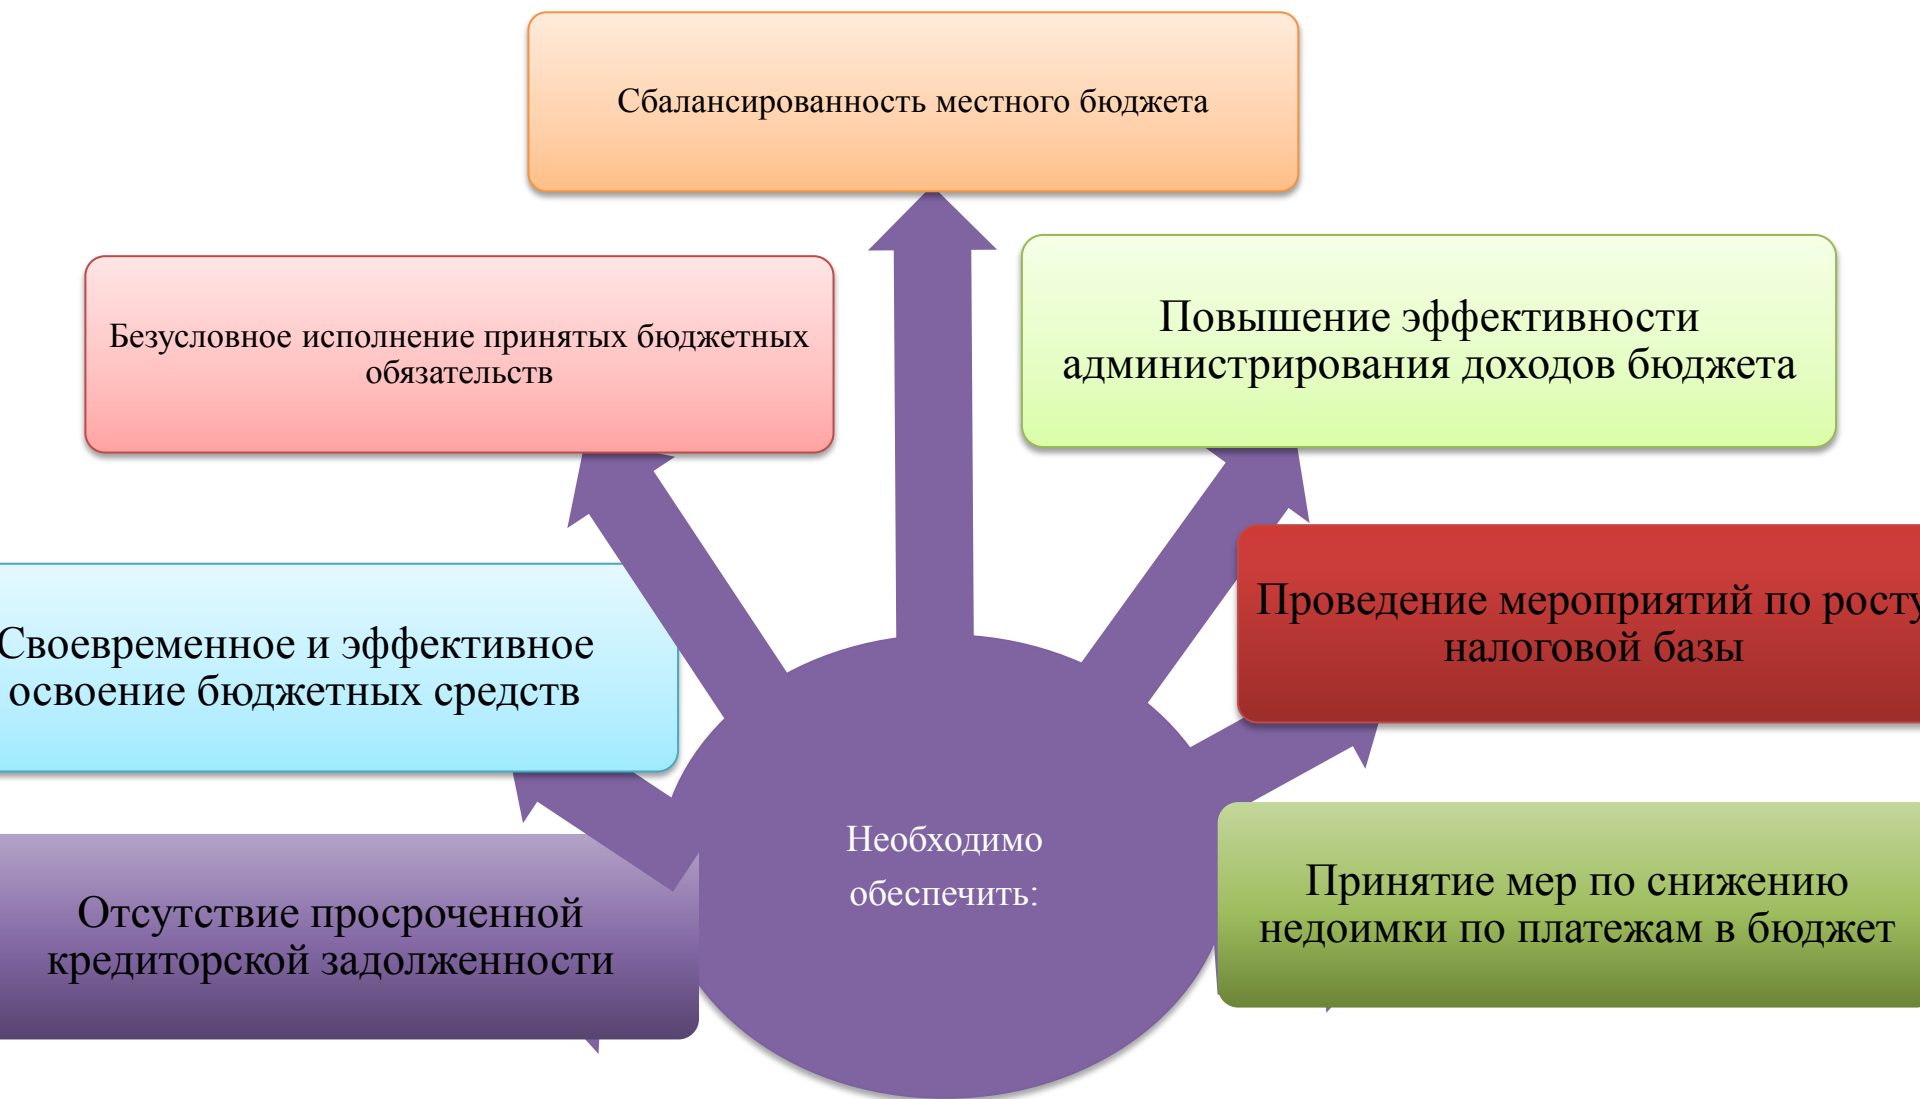 Сбалансированность местного бюджета
Безусловное исполнение принятых бюджетных
обязательств
Повышение эффективности
администрирования доходов бюджета
Своевременное и эффективное
освоение бюджетных средств
Проведение мероприятий по росту
налоговой базы
Отсутствие просроченной
кредиторской задолженности
Необходимо
обеспечить:
Принятие мер по снижению
недоимки по платежам в бюджет